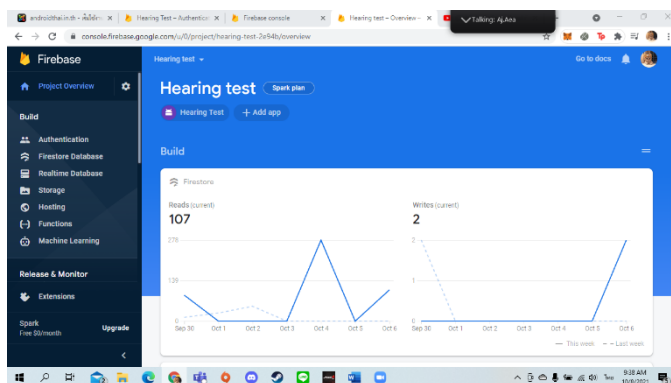 Hearing Test – Authentic
Firebase console
Hearing test – Overview –
Talking: Aj.Aea
console.firebase.google.com/u/0/project/hearing-test-2e94b/overview
Firebase
Hearing test
Go to docs
Project Overview
Hearing test
Spark plan
Hearing Test
+ Add app
Build
Build
Authentication
Firestore Database
Realtime Database
Storage
Hosting
Functions
Machine Learning
Release & Monitor
Extensions
Spark
Free $0/month
Upgrade
Firestore
Reads (current)
107
278
139
0
Sep 30 Oct 1 Oct 2 Oct 3 Oct 4 Oct 5 Oct 6
Writes (current)
2
2
1
0
Sep 30 Oct 1 Oct 2 Oct 3 Oct 4 Oct 5 Oct 6
This week Last week
9:38 AM